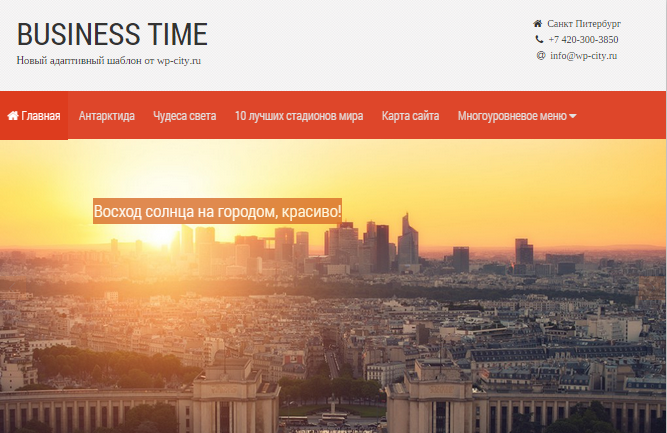 BUSINESS TIME
Новый адаптивный шаблон от wp-city.ru
Санкт Питербург
+7 420-300-3850
info@wp-city.ru
Главная Антарктида Чудеса света 10 лучших стадионов мира Карта сайта Многоуровневое меню
Восход солнца на городом, красиво!